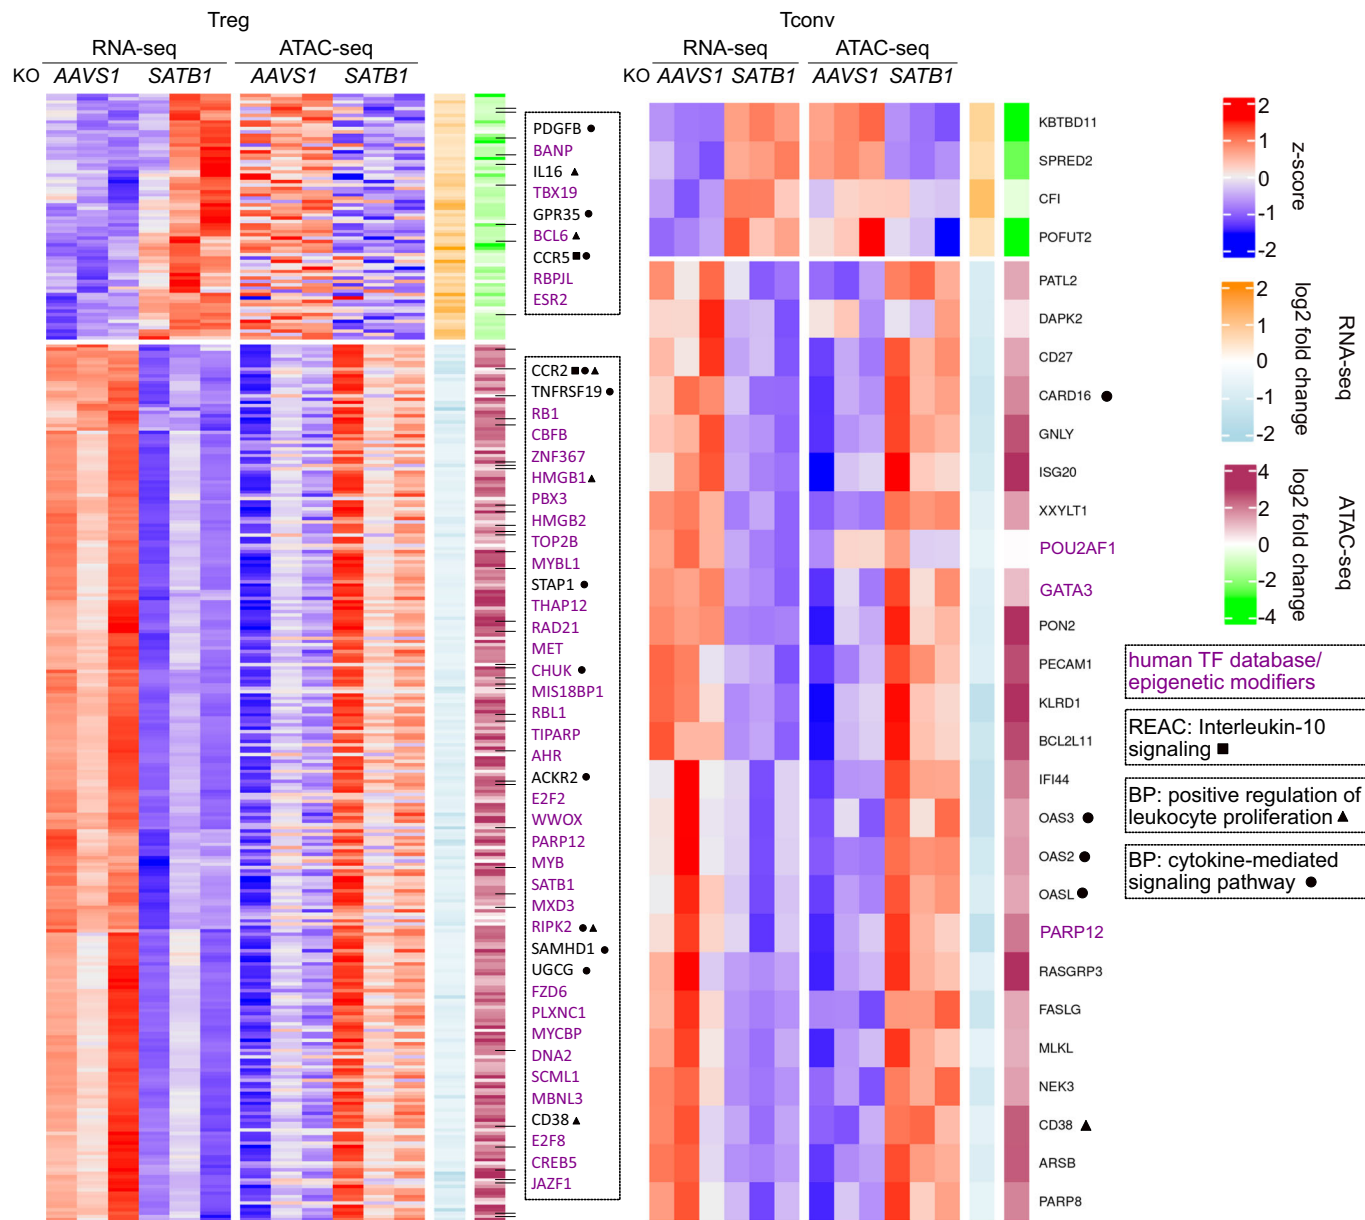 Treg
RNA-seq ATAC-seq
KO AAVS1 SATB1 AAVS1 SATB1
PDGFB ●
BANP
IL16 ▲
TBX19
GPR35 ●
BCL6 ▲
CCR5 ■ ●
RBPJL
ESR2
CCR2 ■ ● ▲
TNFRSF19 ●
RB1
CBFB
ZNF367
HMGB1 ▲
PBX3
HMGB2
TOP2B
MYBL1
STAP1 ●
THAP12
RAD21
MET
CHUK ●
MIS18BP1
RBL1
TIPARP
AHR
ACKR2 ●
E2F2
WWOX
PARP12
MYB
SATB1
MXD3
RIPK2 ● ▲
SAMHD1 ●
UGCG ●
FZD6
PLXNC1
MYCBP
DNA2
SCML1
MBNL3
CD38 ▲
E2F8
CREB5
JAZF1
Tconv
RNA-seq ATAC-seq
KO AAVS1 SATB1 AAVS1 SATB1
KBTBD11
SPRED2
CFI
POFUT2
PATL2
DAPK2
CD27
CARD16 ●
GNLY
ISG20
XXYLT1
POU2AF1
GATA3
PON2
PECAM1
KLRD1
BCL2L11
IFI44
OAS3 ●
OAS2 ●
OASL ●
PARP12
RASGRP3
FASLG
MLKL
NEK3
CD38 ▲
ARSB
PARP8
2
1
0
-1
-2
z-score
2
1
0
-1
-2
log2 fold change
RNA-seq
4
2
0
-2
-4
log2 fold change
ATAC-seq
human TF database/
epigenetic modifiers
REAC: Interleukin-10
signaling ■
BP: positive regulation of
leukocyte proliferation ▲
BP: cytokine-mediated
signaling pathway ●